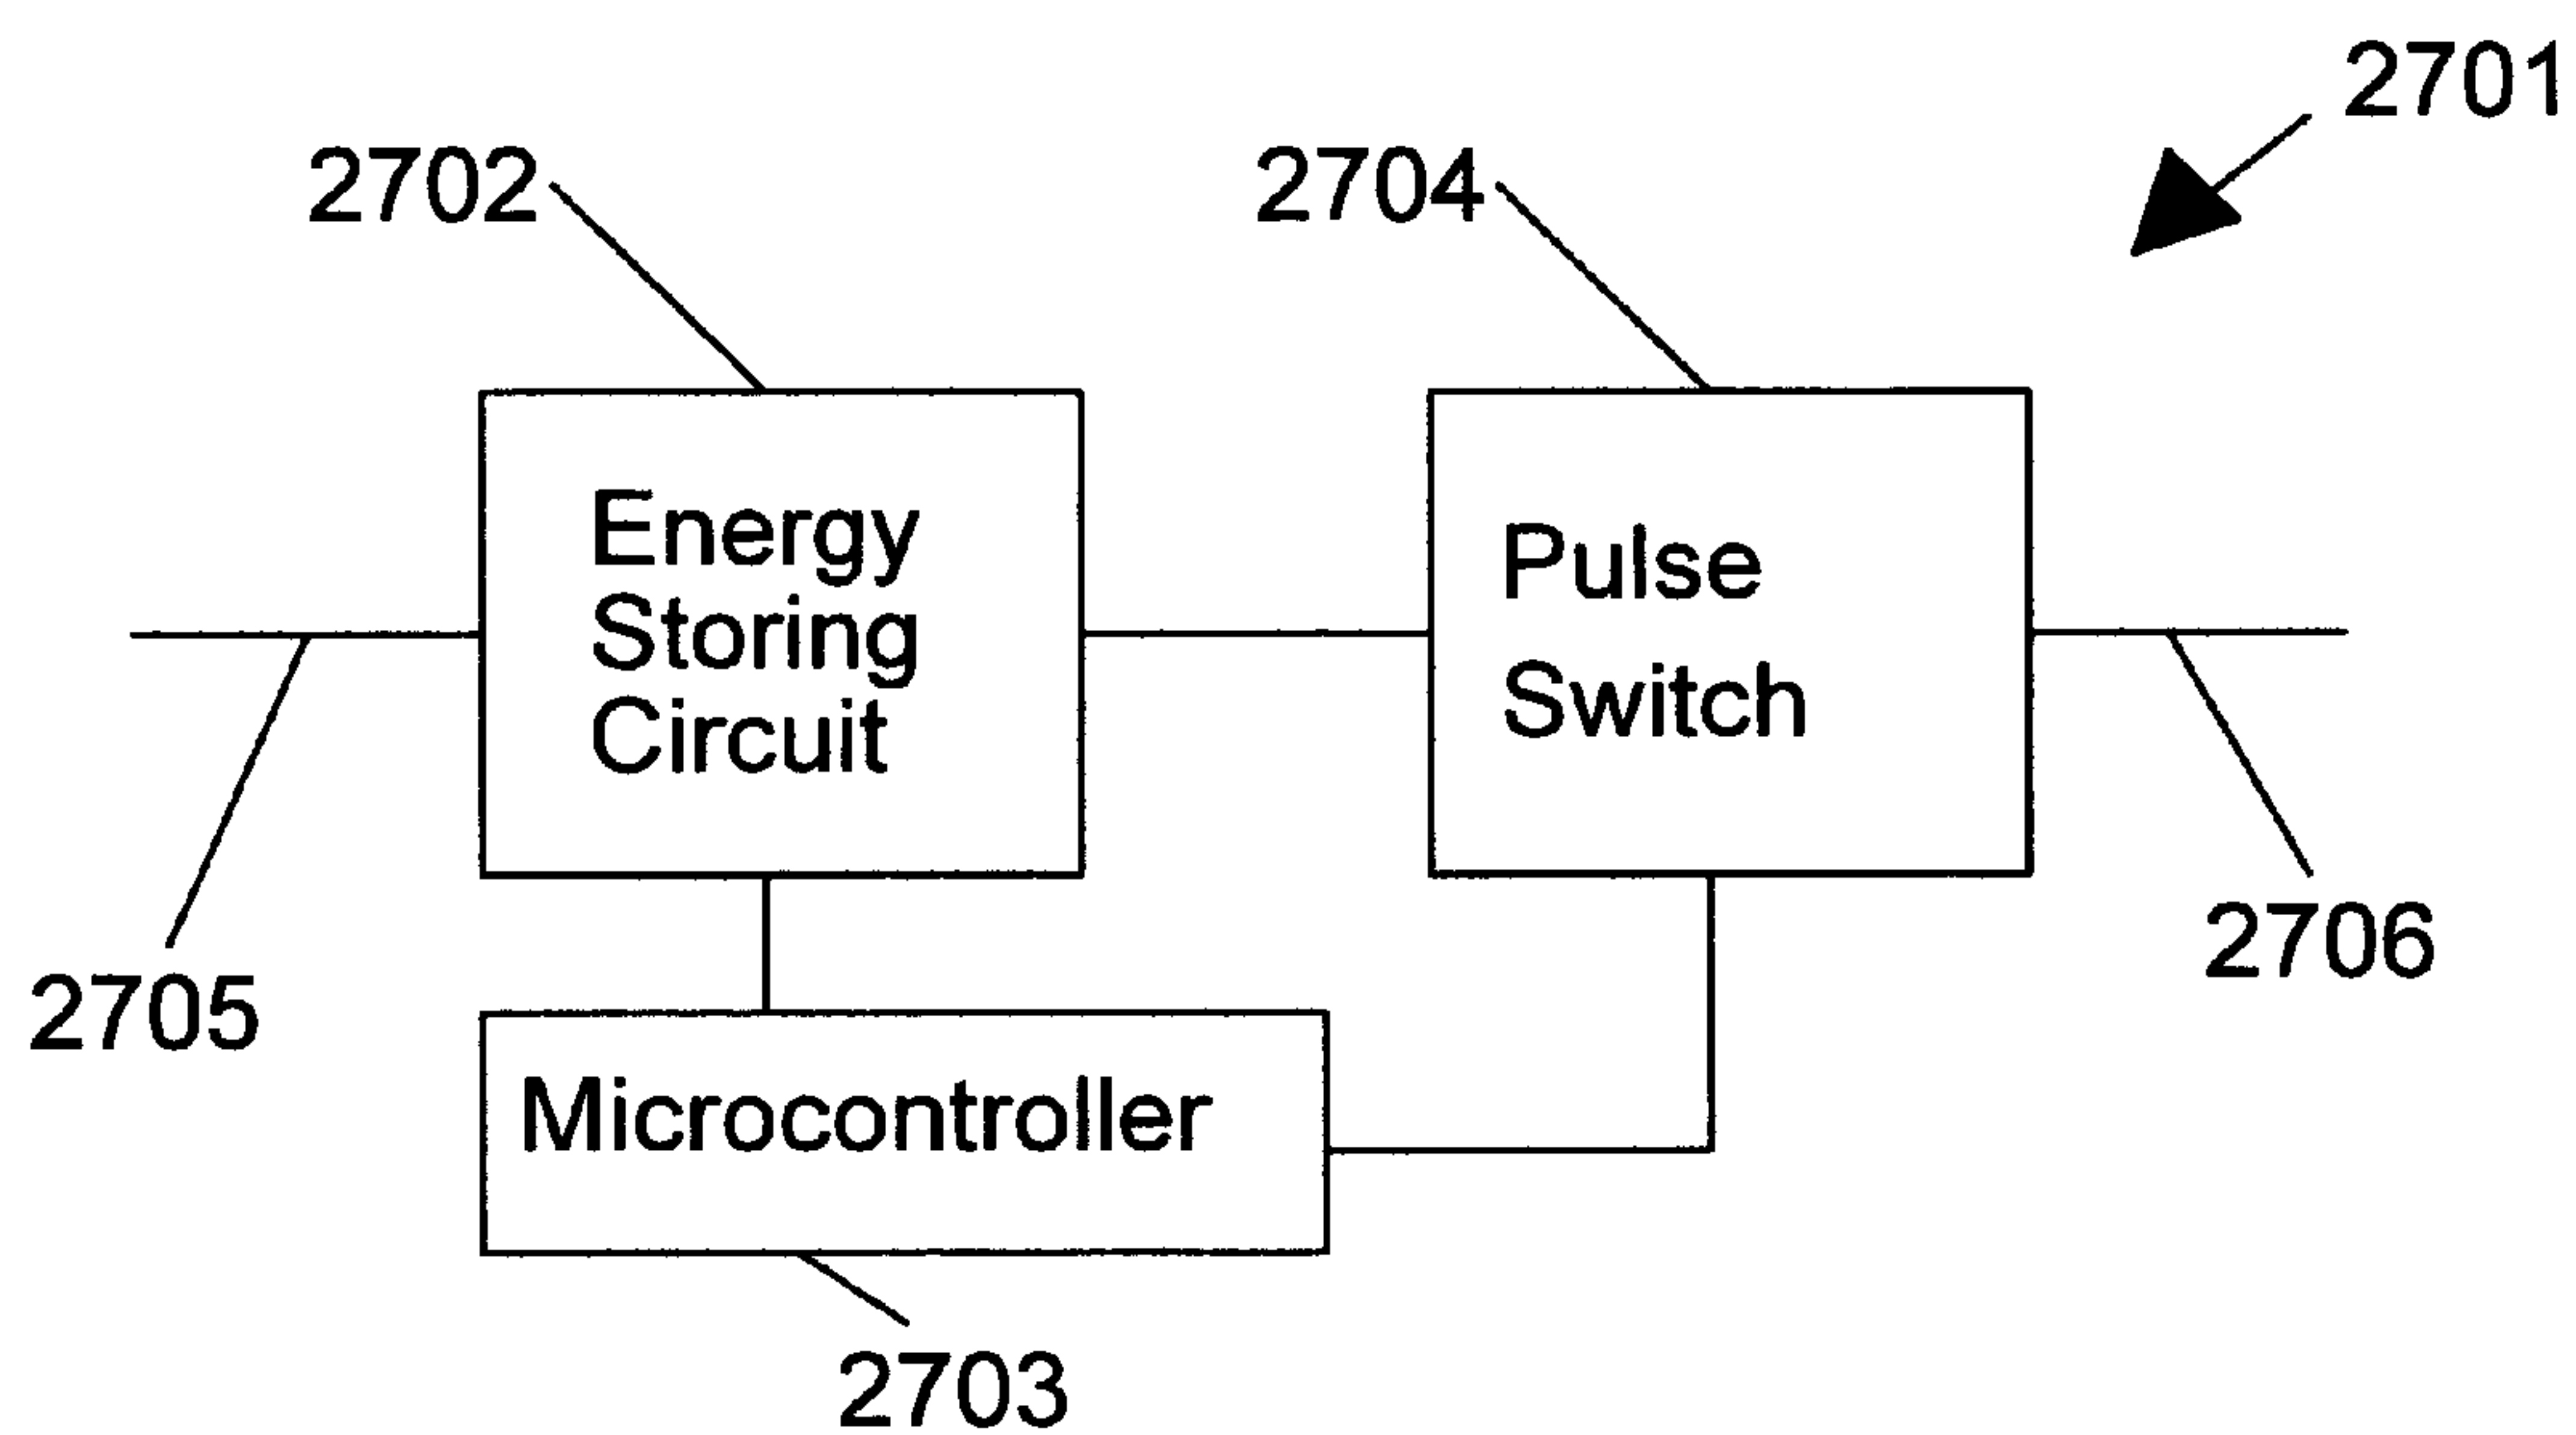 2701
2702
2704
Energy
Storing
Circuit
Pulse
Switch
2705
2706
Microcontroller
2703